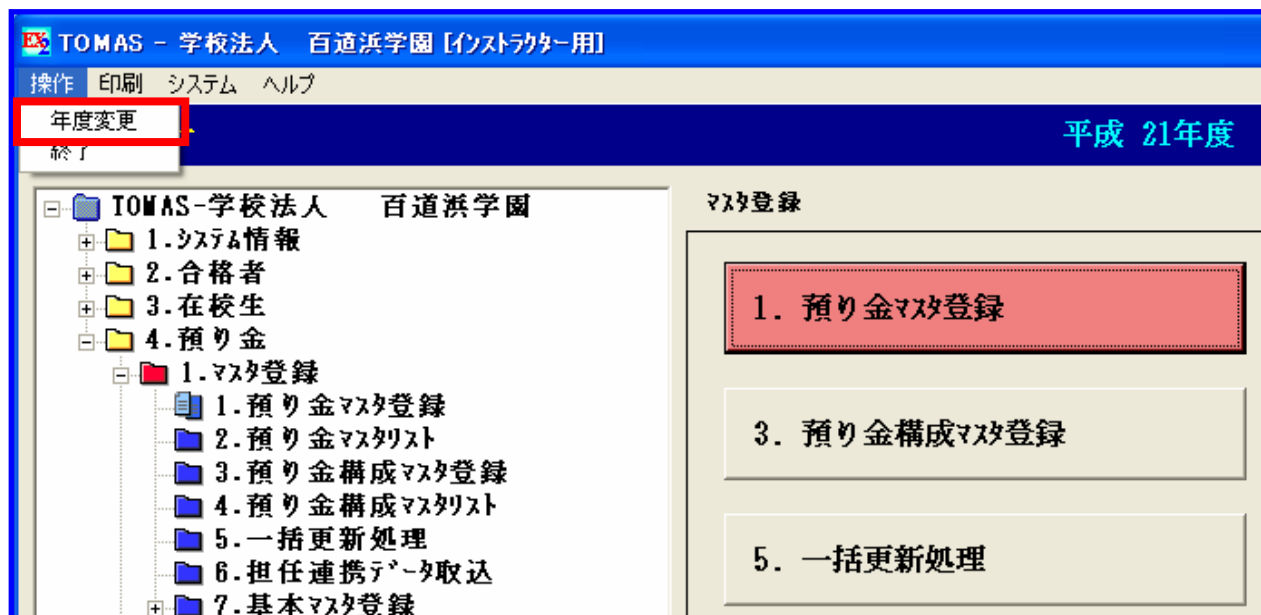 TOMAS - 学校法人　百道浜学園 [ｲﾝｽﾄﾗｸﾀｰ用]
操作 印刷 システム ヘルプ
年度変更
終了
平成 21年度
TOMAS-学校法人　百道浜学園
1.ｼｽﾃﾑ情報
2.合格者
3.在校生
4.預り金
1.ﾏｽﾀ登録
1.預り金ﾏｽﾀ登録
2.預り金ﾏｽﾀﾘｽﾄ
3.預り金構成ﾏｽﾀ登録
4.預り金構成ﾏｽﾀﾘｽﾄ
5.一括更新処理
6.担任連携ﾃﾞｰﾀ取込
7.基本ﾏｽﾀ登録
ﾏｽﾀ登録
1. 預り金ﾏｽﾀ登録
3. 預り金構成ﾏｽﾀ登録
5. 一括更新処理